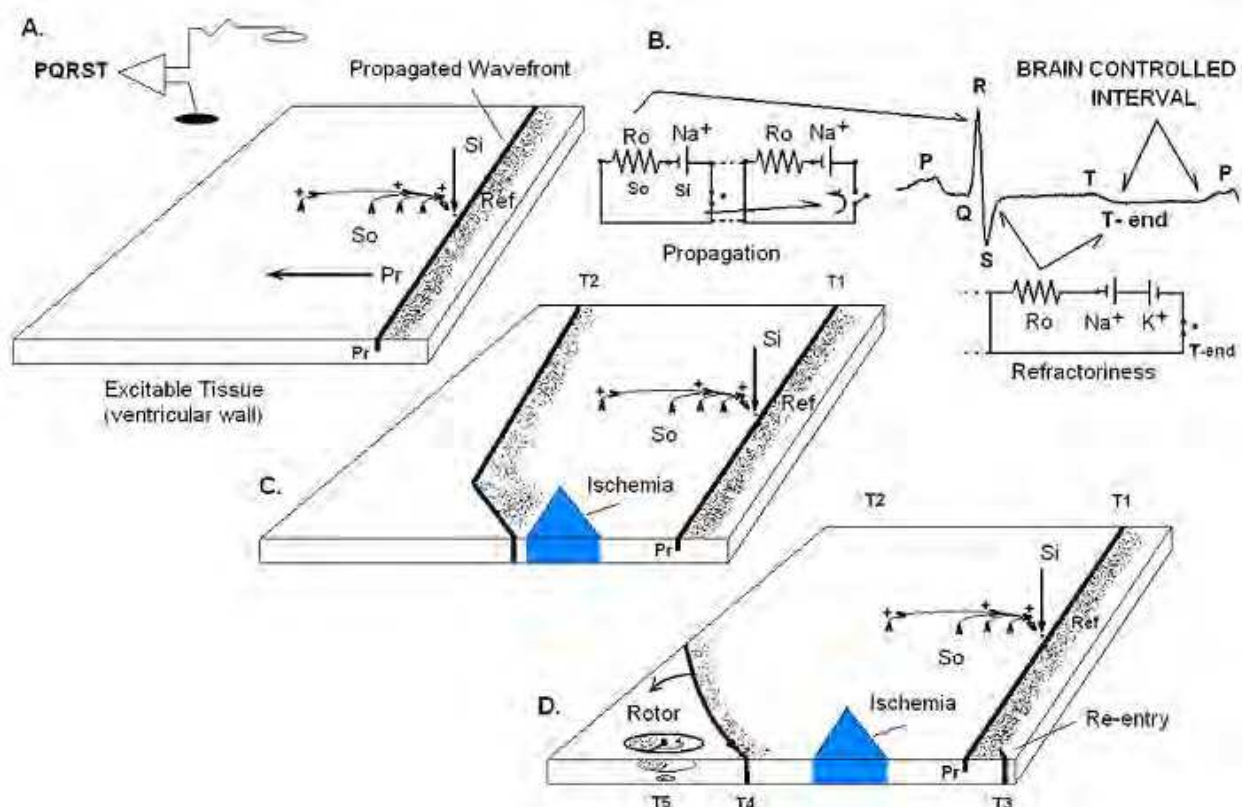 A.
PQRST
Propagated Wavefront
Si
Ref
So
Pr
Pr
Excitable Tissue
(ventricular wall)
B.
BRAIN CONTROLLED
INTERVAL
R
Ro Na+ Ro Na+
So Si *
*
Propagation
P
Q
S
T
T- end
P
Ro Na+ K+
*
T-end
Refractoriness
C.
T2
T1
Si
Ref
So
Ischemia
Pr
D.
T2
T1
Si
Ref
So
Rotor
Ischemia
Re-entry
Pr
T5
T4
T3